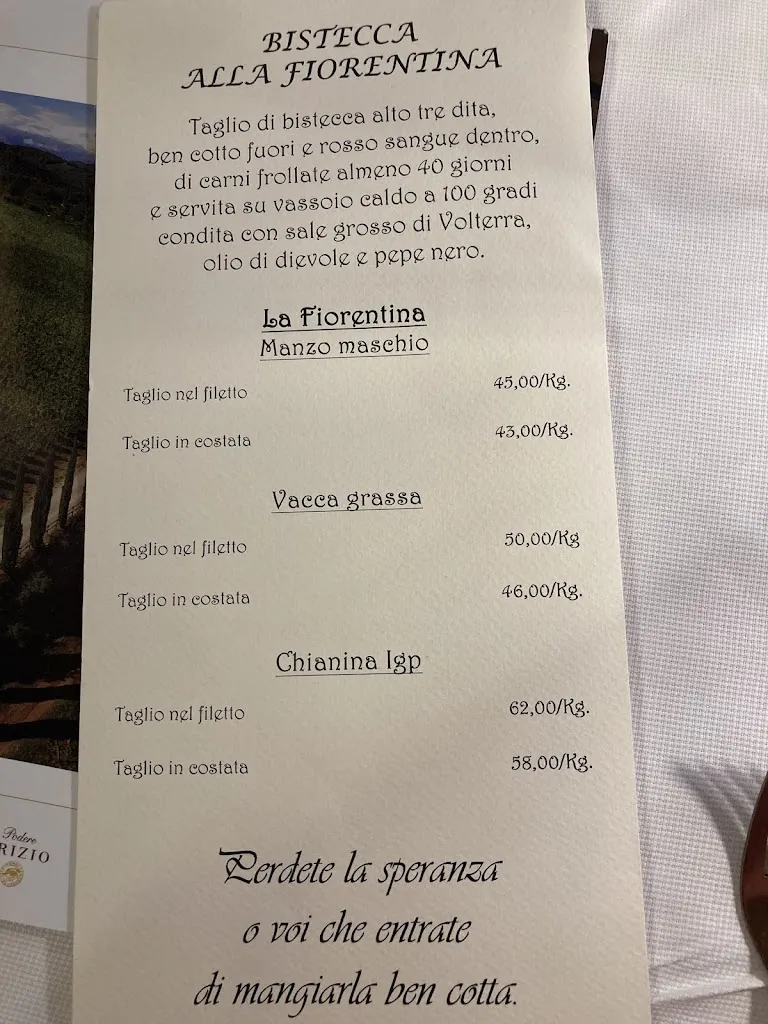 BISTECCA
ALLA FIORENTINA
Taglio di bistecca alto tre dita,
ben cotto fuori e rosso sangue dentro,
di carni frollate almeno 40 giorni
e servita su vassoio caldo a 100 gradi
condita con sale grosso di Volterra,
olio di dievole e pepe nero.
La Fiorentina
Manzo maschio
Taglio nel filetto 45,00/Kg.
Taglio in costata 43,00/Kg.
Vacca grassa
Taglio nel filetto 50,00/Kg
Taglio in costata 46,00/Kg.
Chianina Igp
Taglio nel filetto 62,00/Kg.
Taglio in costata 58,00/Kg.
Perdete la speranza
o voi che entrate
di mangiarla ben cotta.
Podere
RIZIO